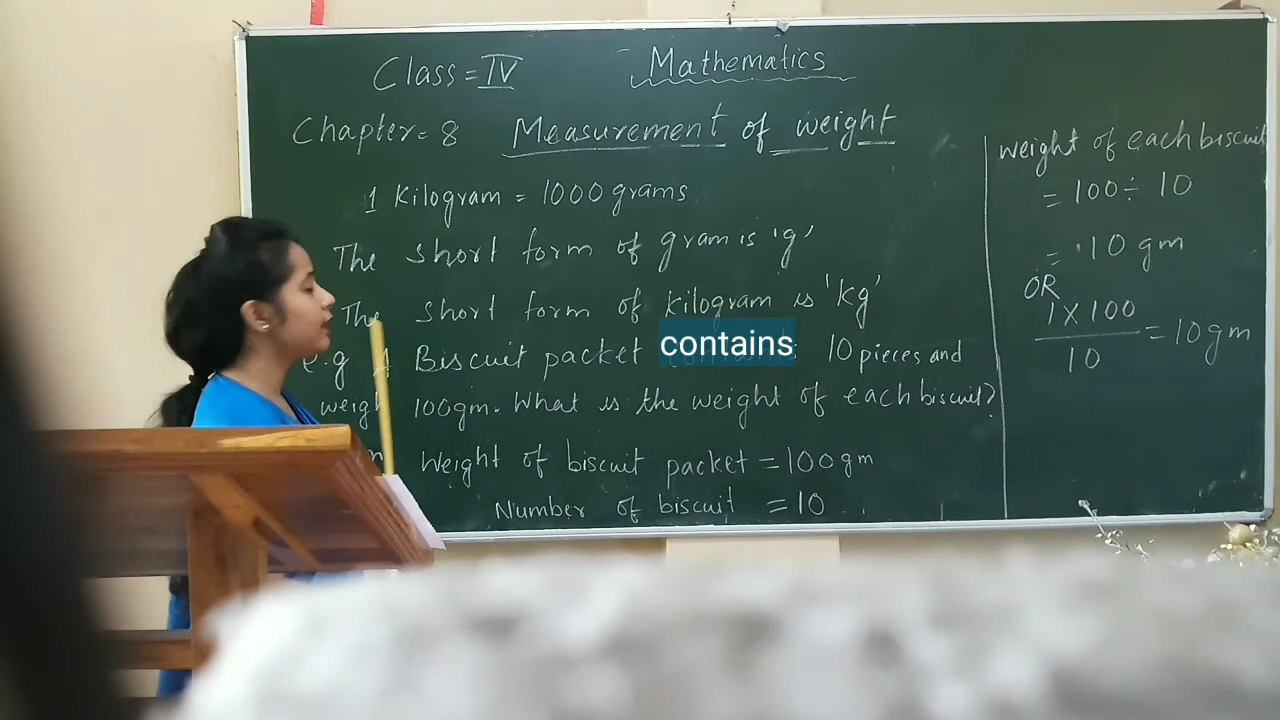 Class = IV
Mathematics
Chapter = 8 Measurement of weight
1 Kilogram = 1000 grams
The short form of gram is 'g'
The short form of kilogram is 'kg'
e.g A Biscuit packet contains 10 pieces and
weigh 100gm. What is the weight of each biscuit?
Weight of biscuit packet = 100gm
Number of biscuit = 10
weight of each biscuit
= 100 ÷ 10
= 10 gm
OR
1 x 100
10
= 10 gm